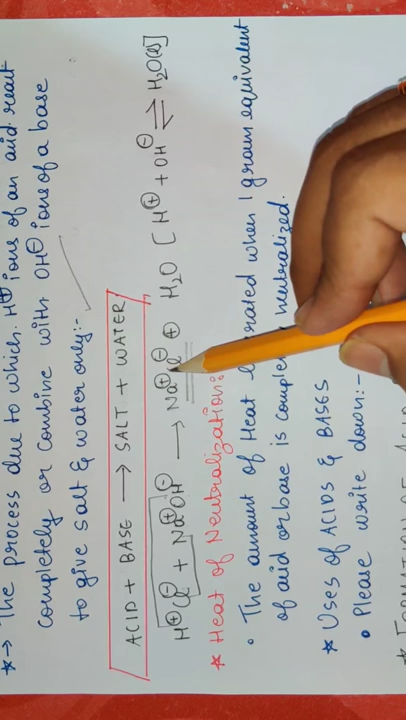 *→ The process due to which H⊕ ions of an acid react
completely or combine with OH⊖ ions of a base
to give salt & water only:-
ACID + BASE → SALT + WATER
H⊕Cl⊖ + Na⊕OH⊖ → Na⊕Cl⊖ + H₂O [H⊕ + OH⊖ ⇌ H₂O(l)]
* Heat of Neutralization:
• The amount of Heat when 1 gram equivalent
of acid or base is neutralized.
* Uses of ACIDS & BASES
• Please write down:-
* FORMATION OF